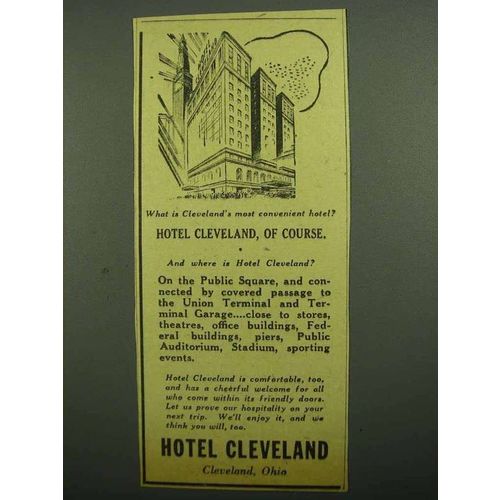 What is Cleveland's most convenient hotel?
HOTEL CLEVELAND, OF COURSE.
And where is Hotel Cleveland?
On the Public Square, and con-
nected by covered passage to
the Union Terminal and Ter-
minal Garage....close to stores,
theatres, office buildings, Fed-
eral buildings, piers, Public
Auditorium, Stadium, sporting
events.
Hotel Cleveland is comfortable, too,
and has a cheerful welcome for all
who come within its friendly doors.
Let us prove our hospitality on your
next trip. We'll enjoy it, and we
think you will, too.
HOTEL CLEVELAND
Cleveland, Ohio